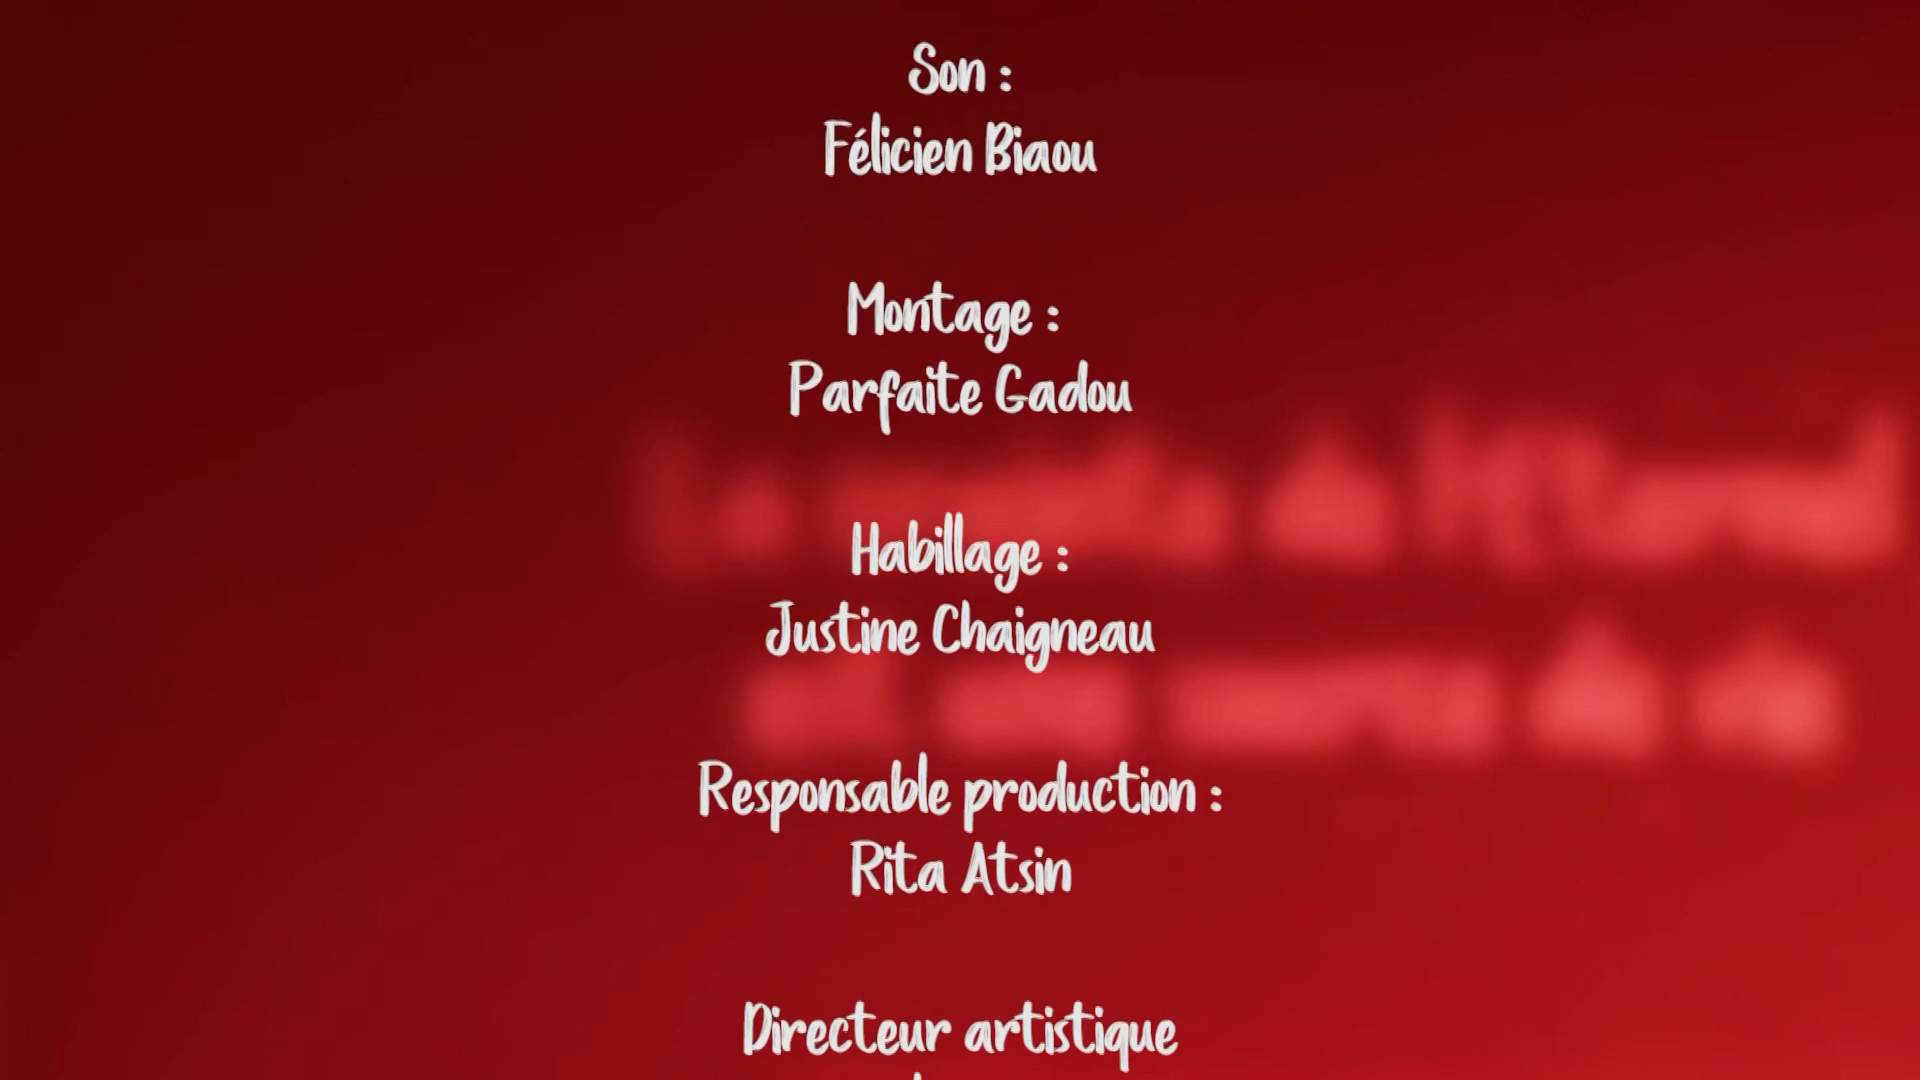 Son :
Félicien Biaou
Montage :
Parfaite Gadou
Habillage :
Justine Chaigneau
Responsable production :
Rita Atsin
Directeur artistique